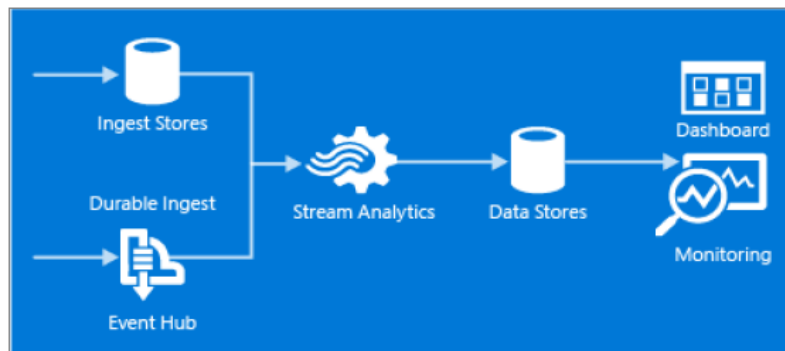 Ingest Stores
Durable Ingest
Event Hub
Stream Analytics
Data Stores
Dashboard
Monitoring